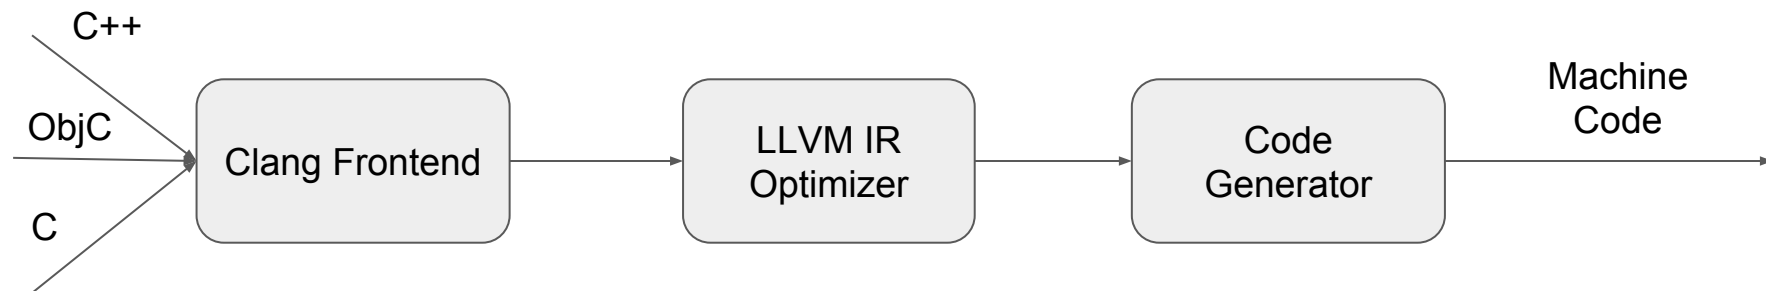 C++
ObjC
C
Clang Frontend
LLVM IR
Optimizer
Code
Generator
Machine
Code